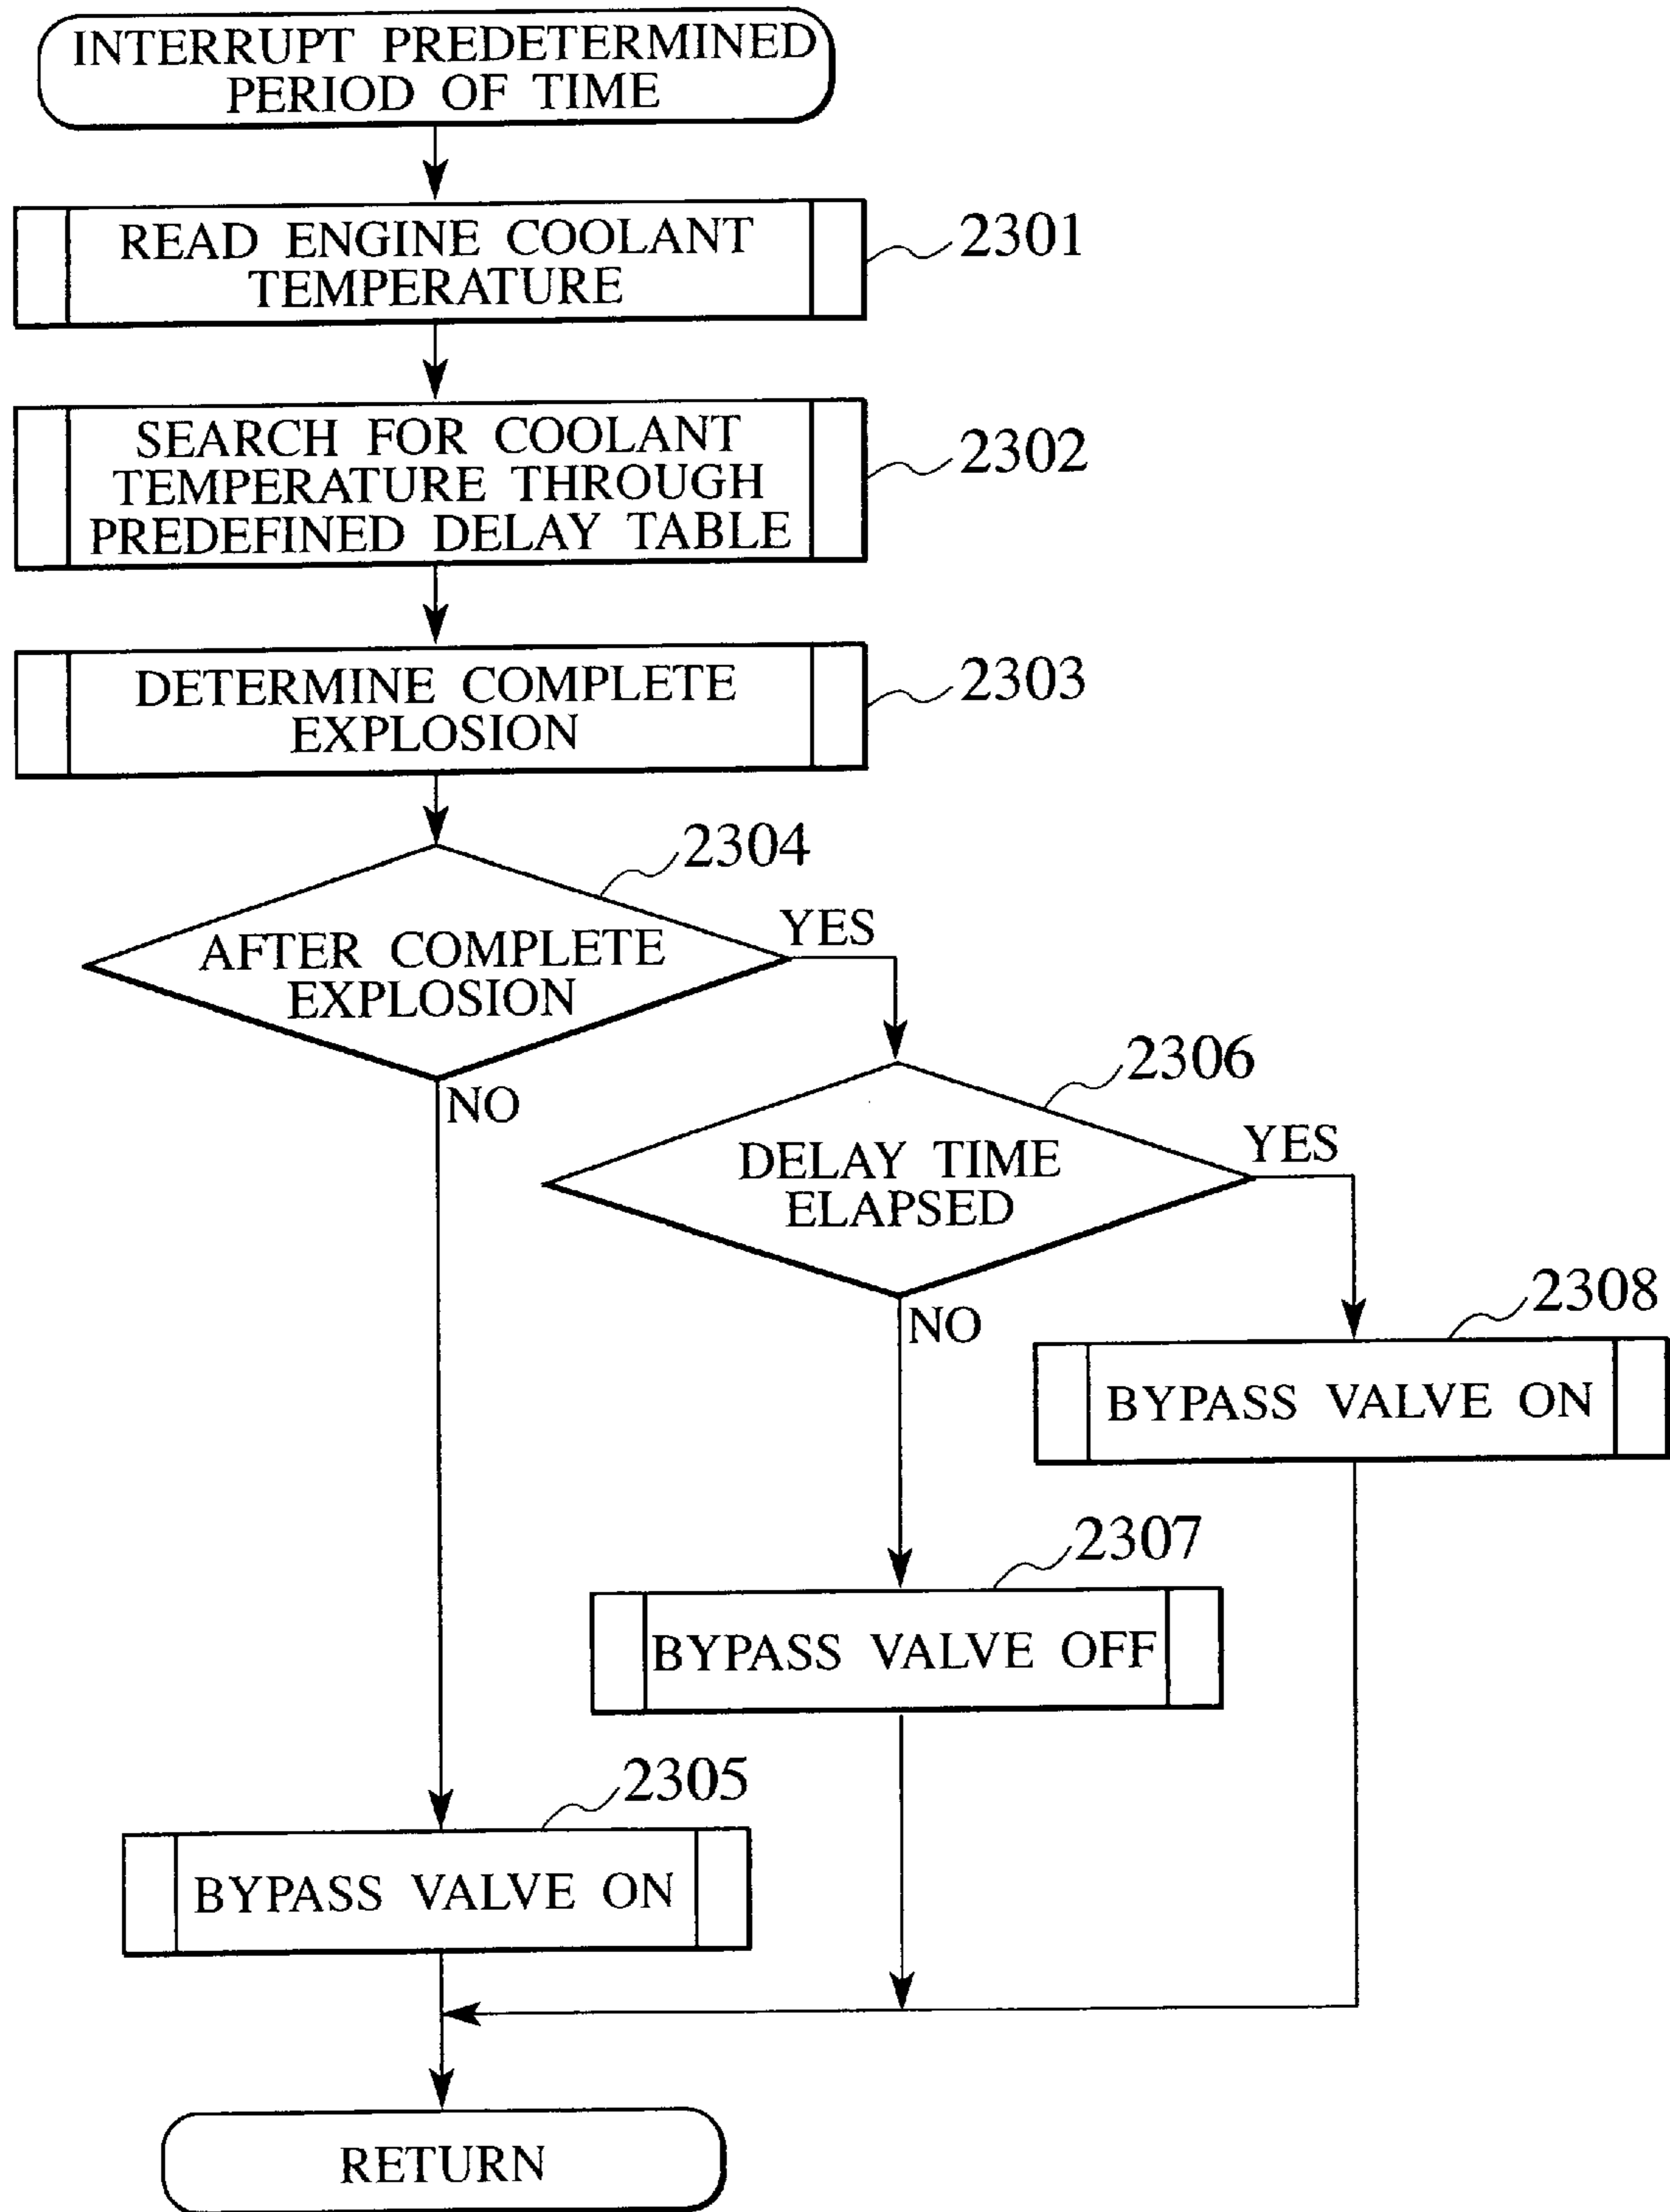 INTERRUPT PREDETERMINED
PERIOD OF TIME
READ ENGINE COOLANT
TEMPERATURE
2301
SEARCH FOR COOLANT
TEMPERATURE THROUGH
PREDEFINED DELAY TABLE
2302
DETERMINE COMPLETE
EXPLOSION
2303
2304
AFTER COMPLETE
EXPLOSION
YES
NO
2306
DELAY TIME
ELAPSED
YES
NO
2308
BYPASS VALVE ON
2307
BYPASS VALVE OFF
2305
BYPASS VALVE ON
RETURN